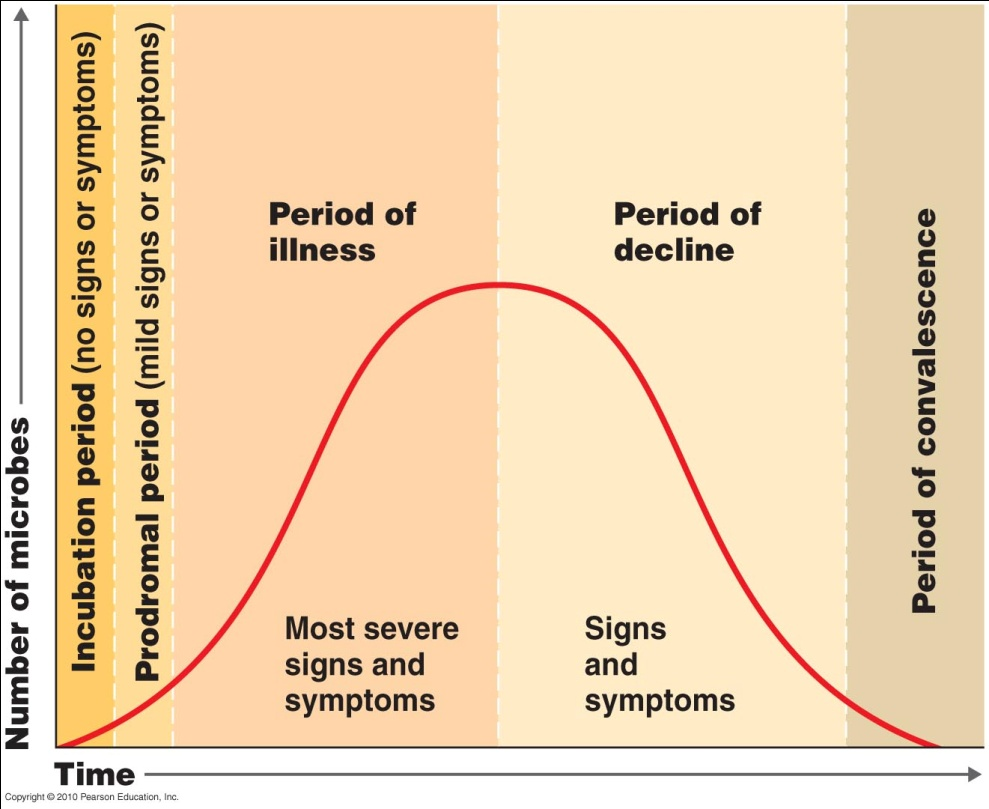 Number of microbes
Incubation period (no signs or symptoms)
Prodromal period (mild signs or symptoms)
Period of
illness
Most severe
signs and
symptoms
Period of
decline
Signs
and
symptoms
Period of convalescence
Time
Copyright © 2010 Pearson Education, Inc.